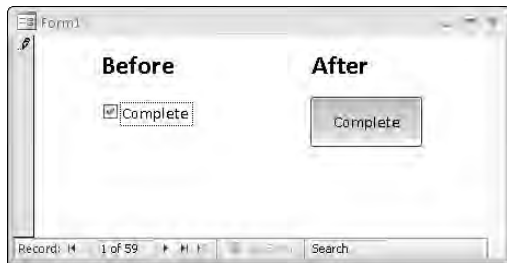 Form1
Before After
Complete
Complete
Record: 1 of 59 Search